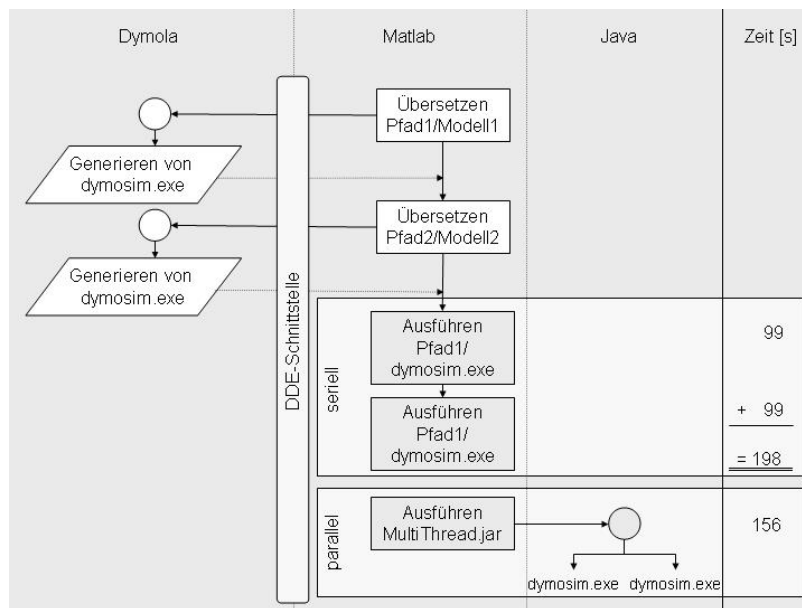 Dymola
Matlab
Java
Zeit [s]
Übersetzen
Pfad1/Modell1
Generieren von
dymosim.exe
Übersetzen
Pfad2/Modell2
Generieren von
dymosim.exe
DDE-Schnittstelle
seriell
Ausführen
Pfad1/
dymosim.exe
99
Ausführen
Pfad1/
dymosim.exe
+ 99
= 198
parallel
Ausführen
MultiThread.jar
156
dymosim.exe dymosim.exe